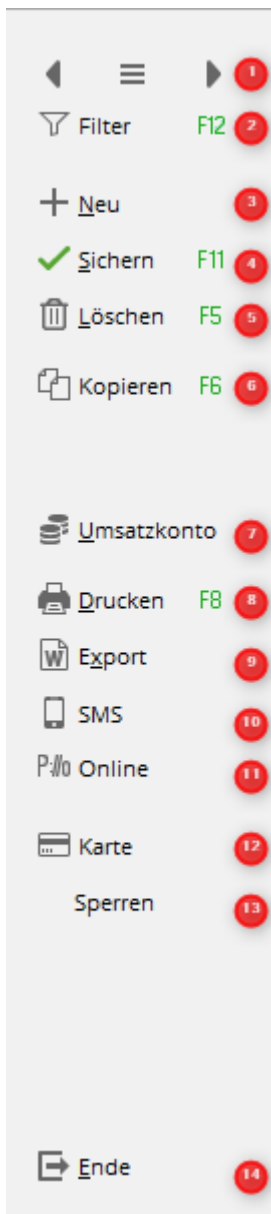 1
Filter F12 2
Neu 3
Sichern F11 4
Löschen F5 5
Kopieren F6 6
Umsatzkonto 7
Drucken F8 8
W Export 9
SMS 10
P:// Online 11
Karte 12
Sperren 13
Ende 14